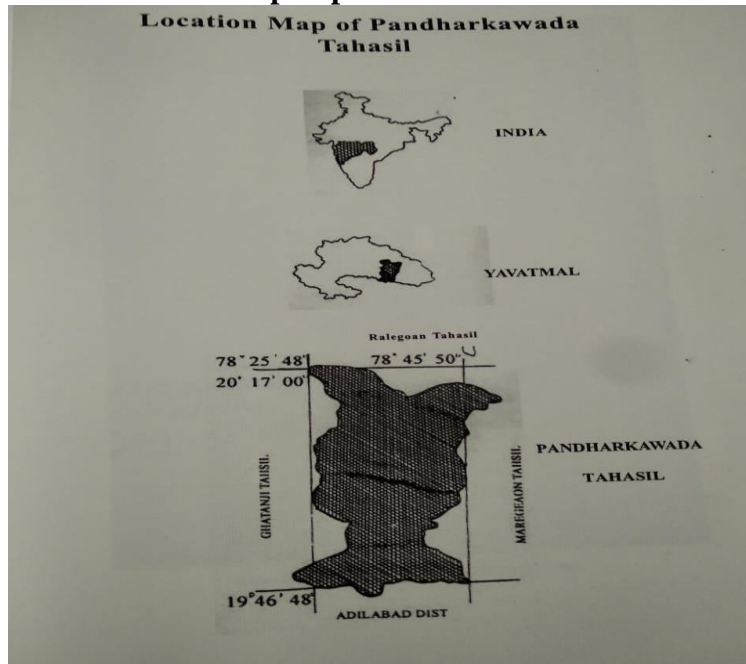 Location Map of Pandharkawada
Tahasil
INDIA
YAVATMAL
Ralegoan Tahasil
78° 25' 48"
78° 45' 50"
20° 17' 00"
GHATANJI TAHSIL
MAREGEAON TAHSIL
PANDHARKAWADA
TAHASIL
19° 46' 48"
ADILABAD DIST